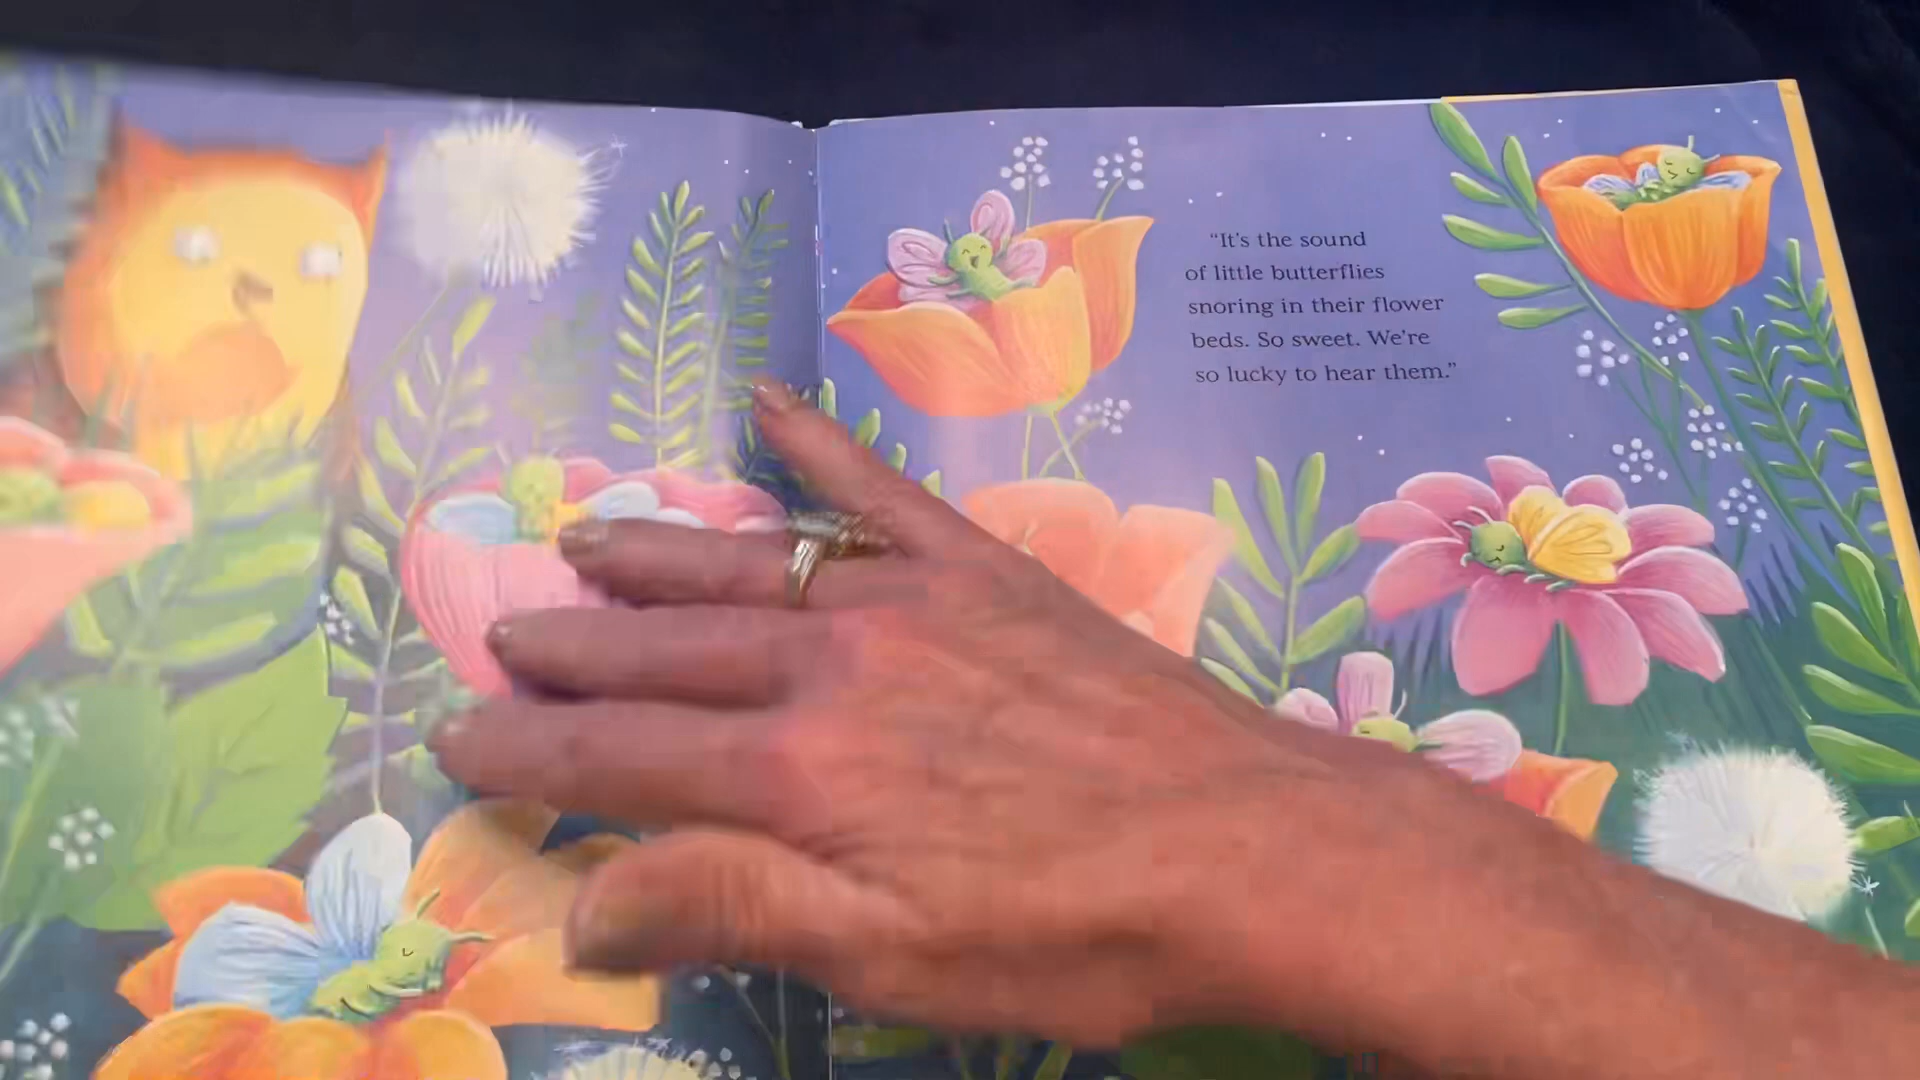 “It’s the sound
of little butterflies
snoring in their flower
beds. So sweet. We’re
so lucky to hear them.”